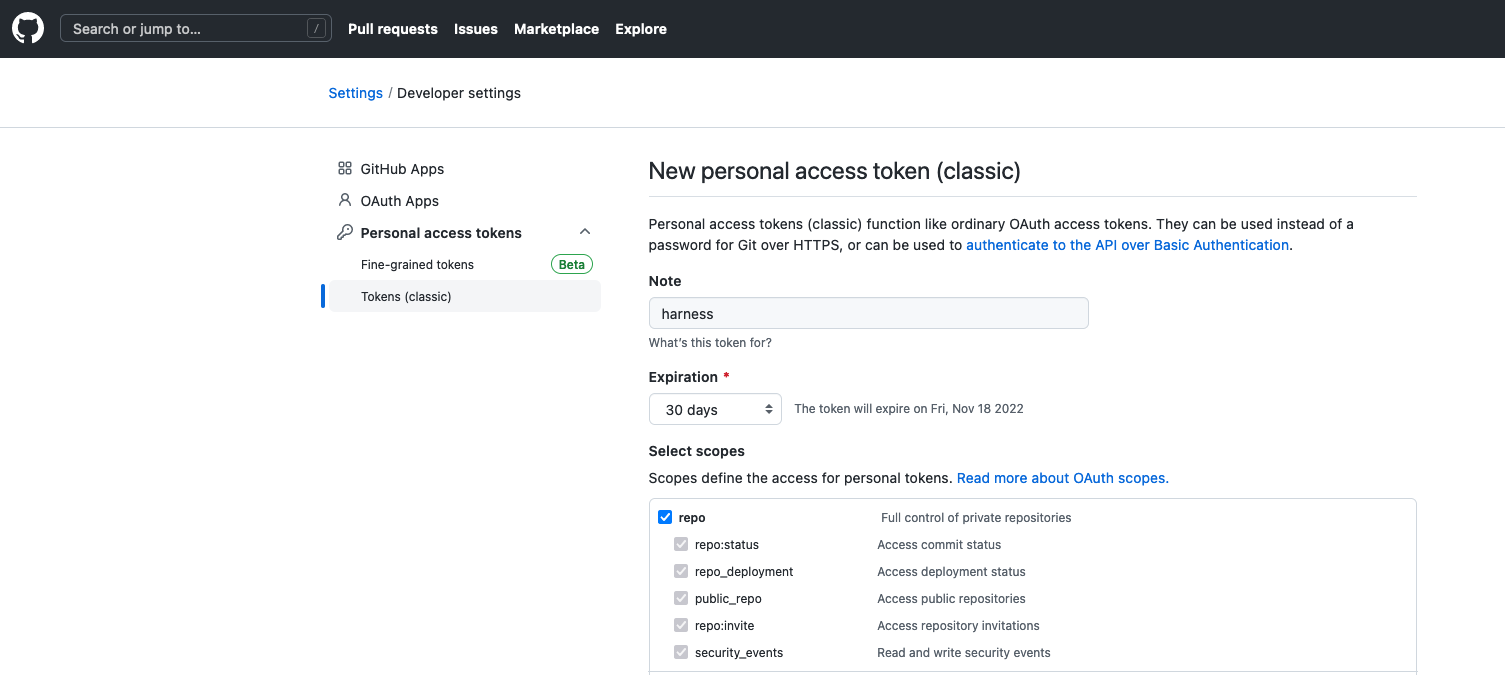 Search or jump to... /
Pull requests Issues Marketplace Explore
Settings / Developer settings
GitHub Apps
OAuth Apps
Personal access tokens
Fine-grained tokens Beta
Tokens (classic)
New personal access token (classic)
Personal access tokens (classic) function like ordinary OAuth access tokens. They can be used instead of a
password for Git over HTTPS, or can be used to authenticate to the API over Basic Authentication.
Note
harness
What's this token for?
Expiration *
30 days The token will expire on Fri, Nov 18 2022
Select scopes
Scopes define the access for personal tokens. Read more about OAuth scopes.
repo Full control of private repositories
repo:status Access commit status
repo_deployment Access deployment status
public_repo Access public repositories
repo:invite Access repository invitations
security_events Read and write security events